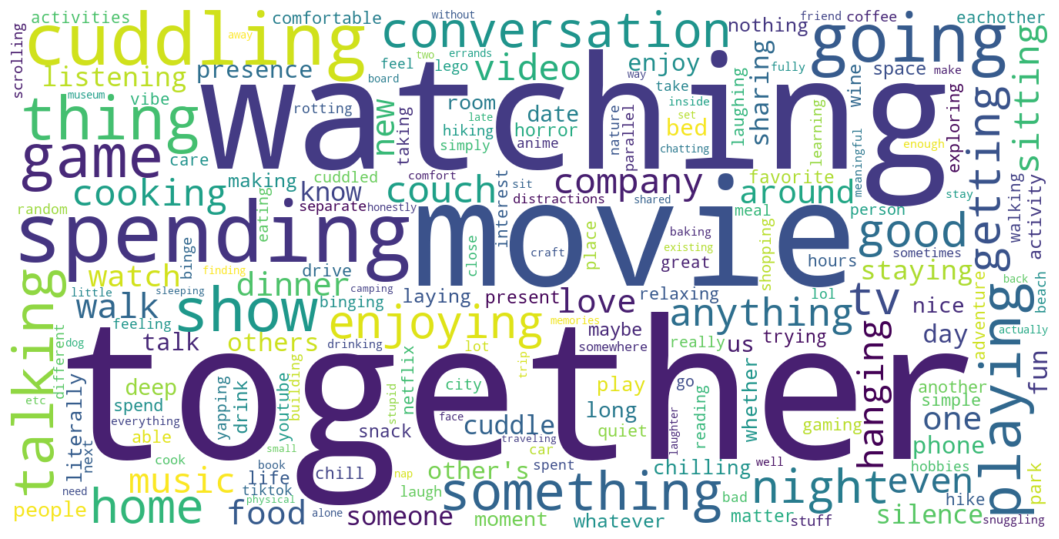 scrolling
activities
cuddling
away
without
two
errands
conversation
friend
coffee
nothing
going
eachother
comfortable
listening
presence
feel
lego
video
enjoy
take
way
sharing
laughing
wine
fully
space
make
museum
vibe
rotting
board
room
date
new
taking
inside
set
bed
nature
parallel
learning
exploring
sitting
thing
watching
hiking
horror
late
simply
anime
chatting
enough
meaningful
getting
game
care
making
cuddled
comfort
couch
company
around
favorite
stay
walking
activity
cooking
know
sit
distractions
shared
random
eating
separate
honestly
interest
meal
person
spending
movie
close
craft
place
baking
existing
great
shopping
hours
good
sometimes
watch
binge
finding
drive
camping
staying
back
beach
little
sleeping
dinner
binging
laying
present
love
relaxing
lol
tv
nice
actually
walk
show
enjoying
memories
anything
adventure
day
talking
feeling
dog
talk
drinking
lot
maybe
really
us
trying
fun
different
etc
others
netflix
trip
somewhere
together
hanging
playing
literally
next
deep
yapping
drink
youtube
building
stupid
city
play
go
whether
another
simple
one
spend
everything
able
snack
face
cuddle
long
quiet
laughter
reading
gaming
phone
traveling
car
cook
small
music
book
life
chill
nap
other's
spent
chilling
well
hobbies
need
tiktok
physical
laugh
something
bad
night
even
hike
park
people
home
food
alone
someone
moment
whatever
matter
stuff
silence
snuggling